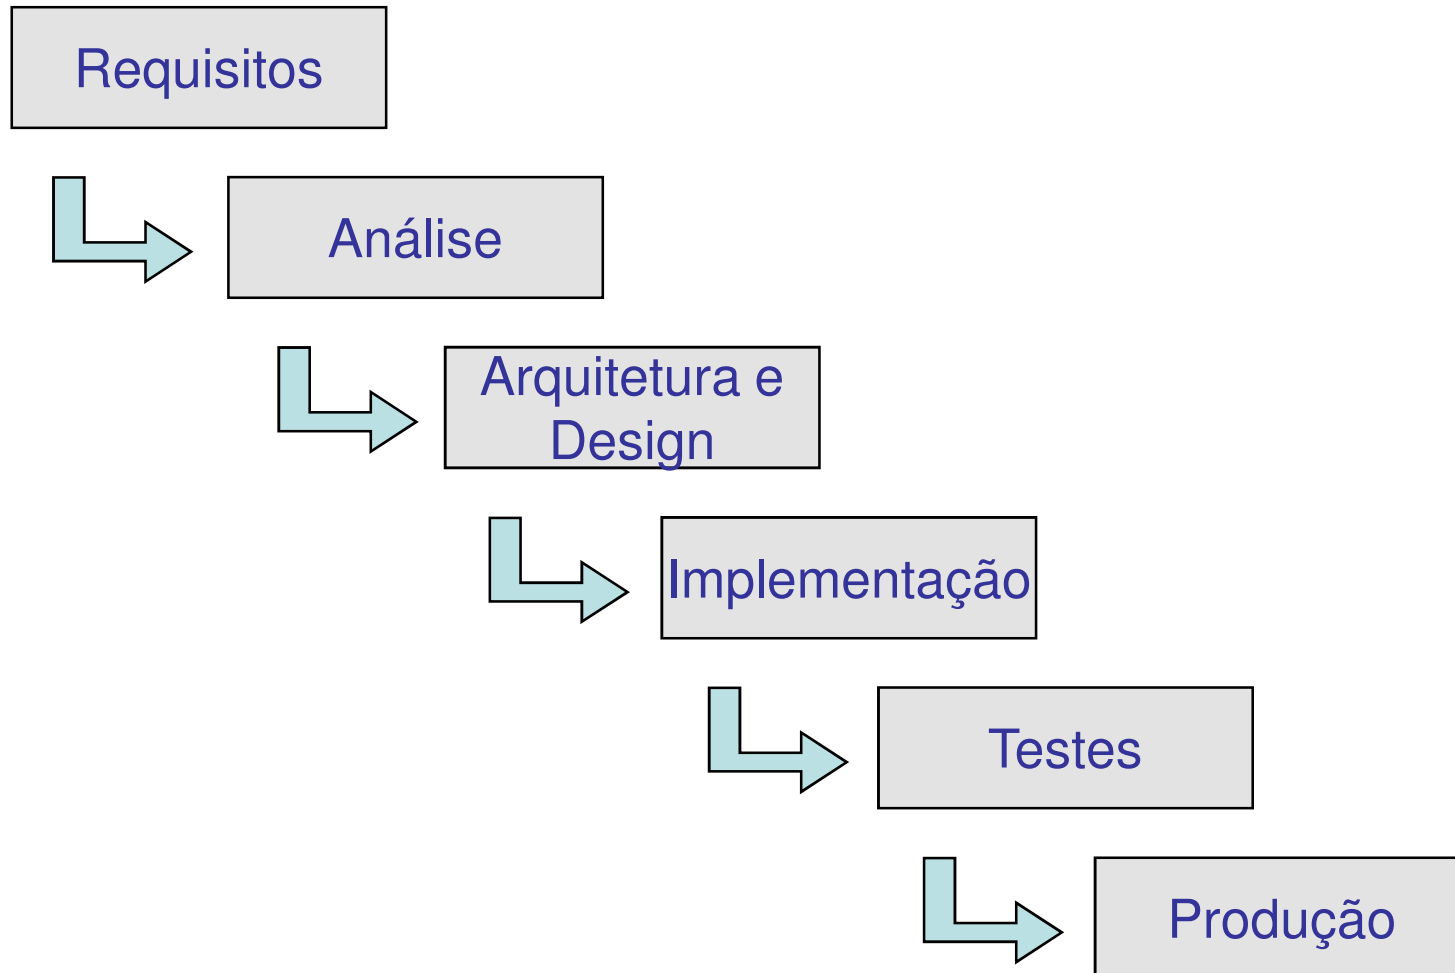 Requisitos
Análise
Arquitetura e
Design
Implementação
Testes
Produção